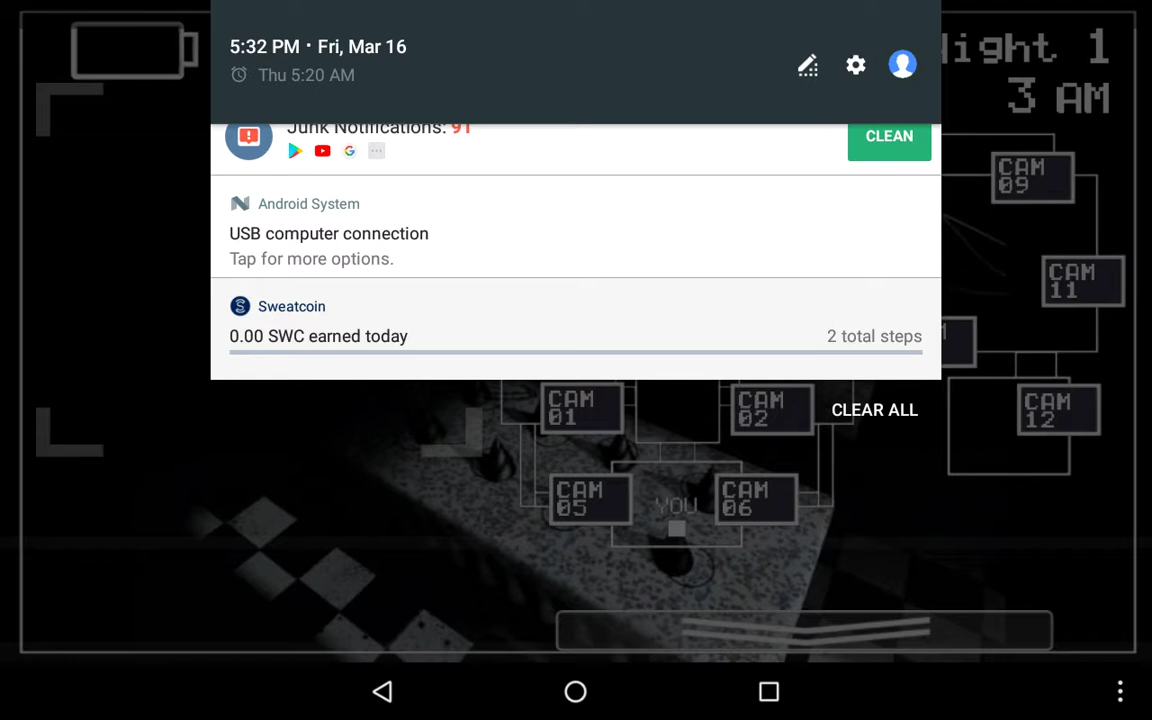 5:32 PM · Fri, Mar 16
Thu 5:20 AM
Night 1
3 AM
Junk Notifications: 91
CLEAN
Android System
USB computer connection
Tap for more options.
Sweatcoin
0.00 SWC earned today
2 total steps
CLEAR ALL
CAM 09
CAM 11
CAM 01
CAM 02
CAM 12
CAM 05
YOU
CAM 06